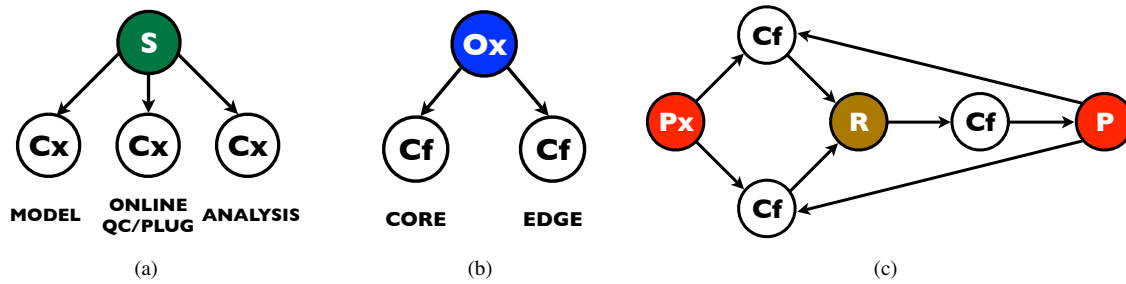 S
Cx Cx Cx
MODEL ONLINE QC/PLUG ANALYSIS
(a)
Ox
Cf Cf
CORE EDGE
(b)
Cf
Px R Cf P
Cf
(c)